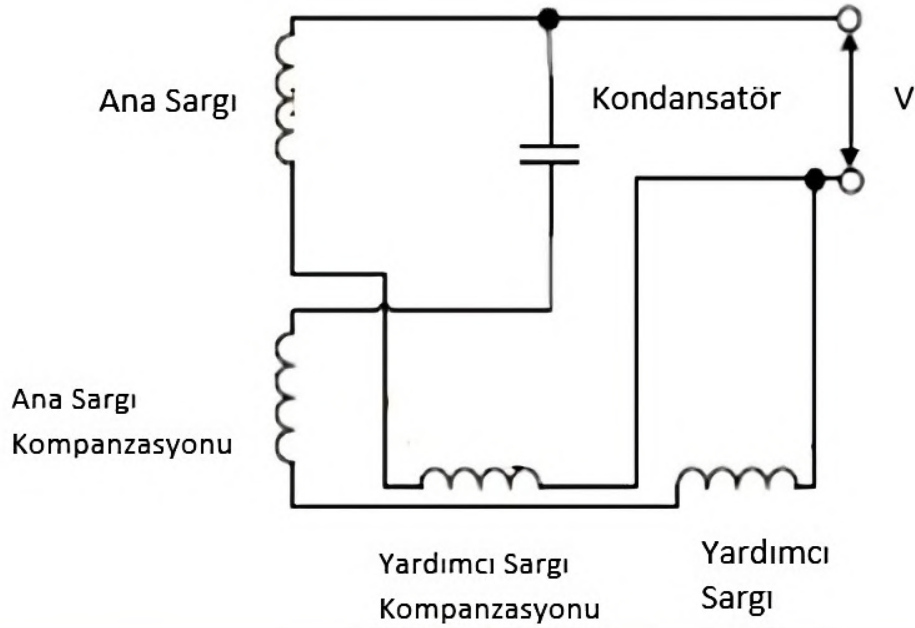 Ana Sargı
Kondansatör
V
Ana Sargı
Kompanzasyonu
Yardımcı Sargı
Kompanzasyonu
Yardımcı
Sargı